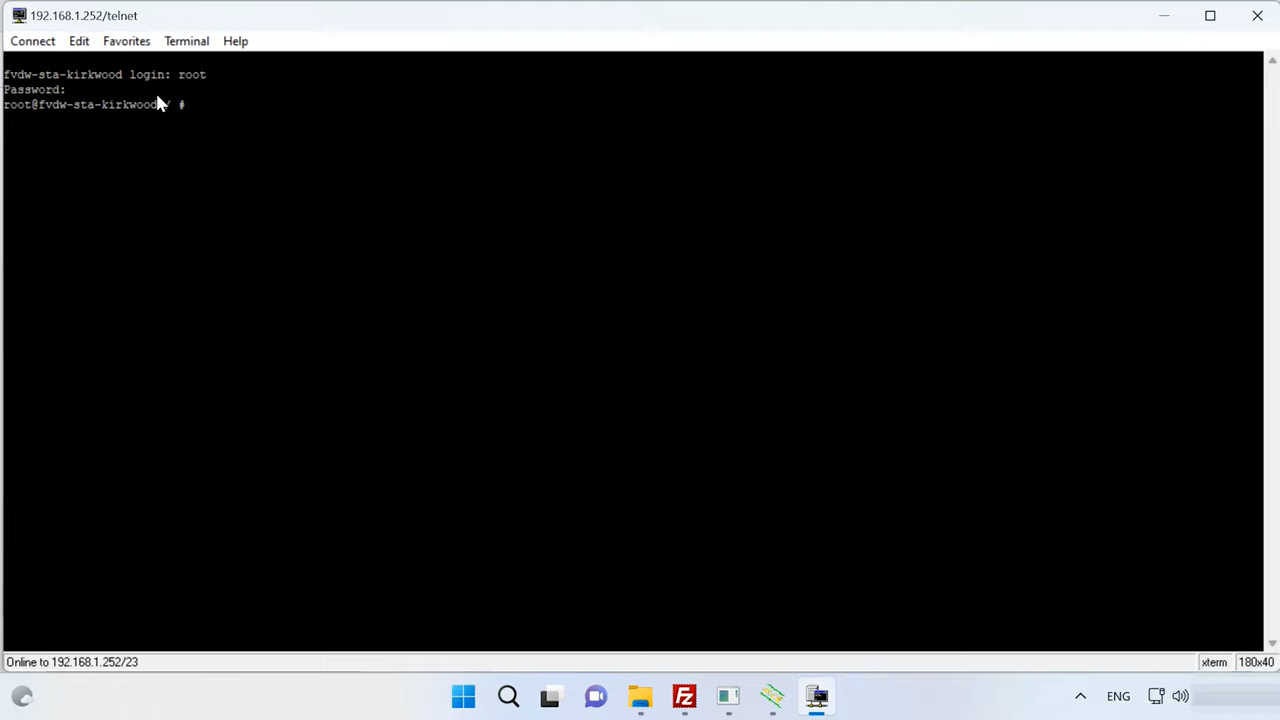 192.168.1.252/telnet
Connect Edit Favorites Terminal Help
fvdw-sta-kirkwood login: root
Password:
root@fvdw-sta-kirkwood / #
Online to 192.168.1.252/23 xterm 180x40
Fz ENG